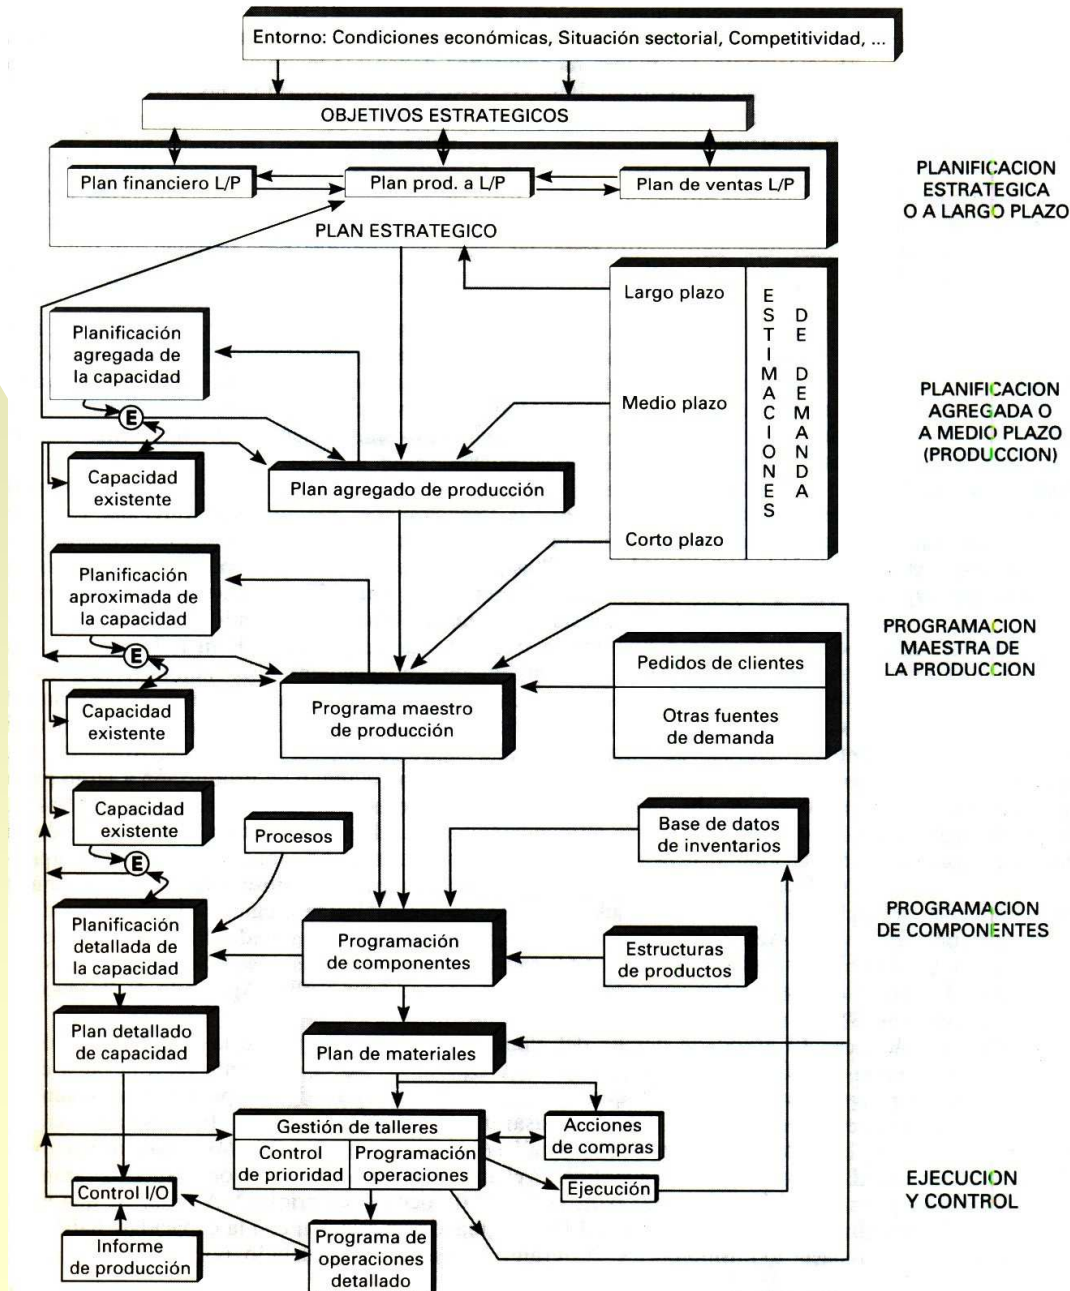 Entorno: Condiciones económicas, Situación sectorial, Competitividad, ...
OBJETIVOS ESTRATEGICOS
Plan financiero L/P
Plan prod. a L/P
Plan de ventas L/P
PLAN ESTRATEGICO
PLANIFICACION
ESTRATEGICA
O A LARGO PLAZO
Largo plazo
Medio plazo
Corto plazo
ESTIMACIONES
DE DEMANDA
Planificación
agregada de
la capacidad
E
Capacidad
existente
Plan agregado de producción
PLANIFICACION
AGREGADA O
A MEDIO PLAZO
(PRODUCCION)
Planificación
aproximada de
la capacidad
E
Capacidad
existente
Programa maestro
de producción
Pedidos de clientes
Otras fuentes
de demanda
PROGRAMACION
MAESTRA DE
LA PRODUCCION
Capacidad
existente
E
Procesos
Base de datos
de inventarios
Planificación
detallada de
la capacidad
Programación
de componentes
Estructuras
de productos
PROGRAMACION
DE COMPONENTES
Plan detallado
de capacidad
Plan de materiales
Gestión de talleres
Control
de prioridad
Programación
operaciones
Acciones
de compras
Control I/O
Ejecución
EJECUCION
Y CONTROL
Informe
de producción
Programa de
operaciones
detallado